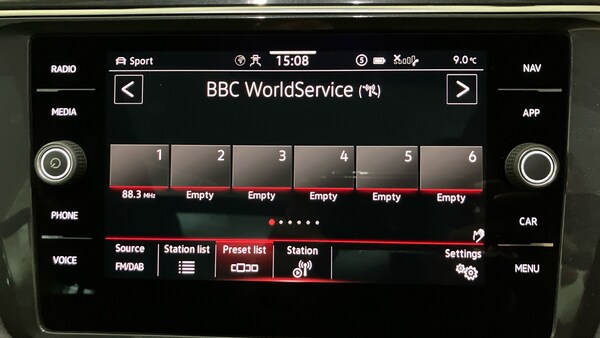 RADIO
MEDIA
PHONE
VOICE
Sport
15:08
S
9.0°C
BBC WorldService
1
2
3
4
5
6
88.3 MHz
Empty
Empty
Empty
Empty
Empty
Source
FM/DAB
Station list
Preset list
Station
Settings
NAV
APP
CAR
MENU